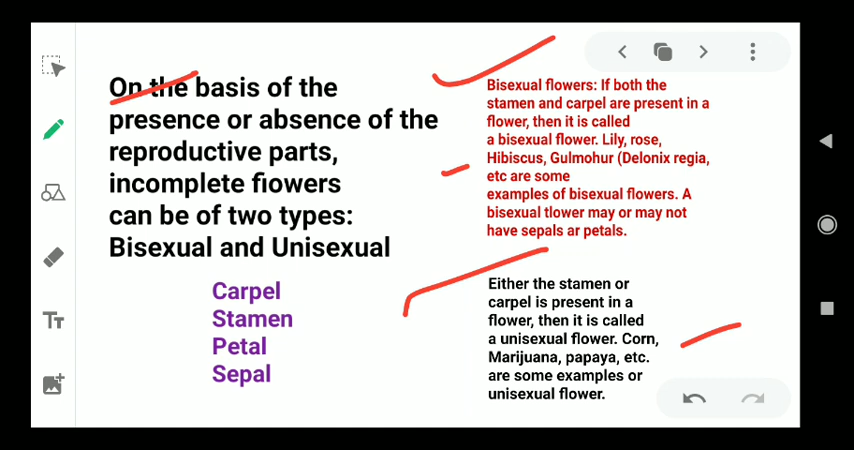 On the basis of the
presence or absence of the
reproductive parts,
incomplete fiowers
can be of two types:
Bisexual and Unisexual
Carpel
Stamen
Petal
Sepal
Bisexual flowers: If both the
stamen and carpel are present in a
flower, then it is called
a bisexual flower. Lily, rose,
Hibiscus, Gulmohur (Delonix regia,
etc are some
examples of bisexual flowers. A
bisexual tlower may or may not
have sepals ar petals.
Either the stamen or
carpel is present in a
flower, then it is called
a unisexual flower. Corn,
Marijuana, papaya, etc.
are some examples or
unisexual flower.
TT